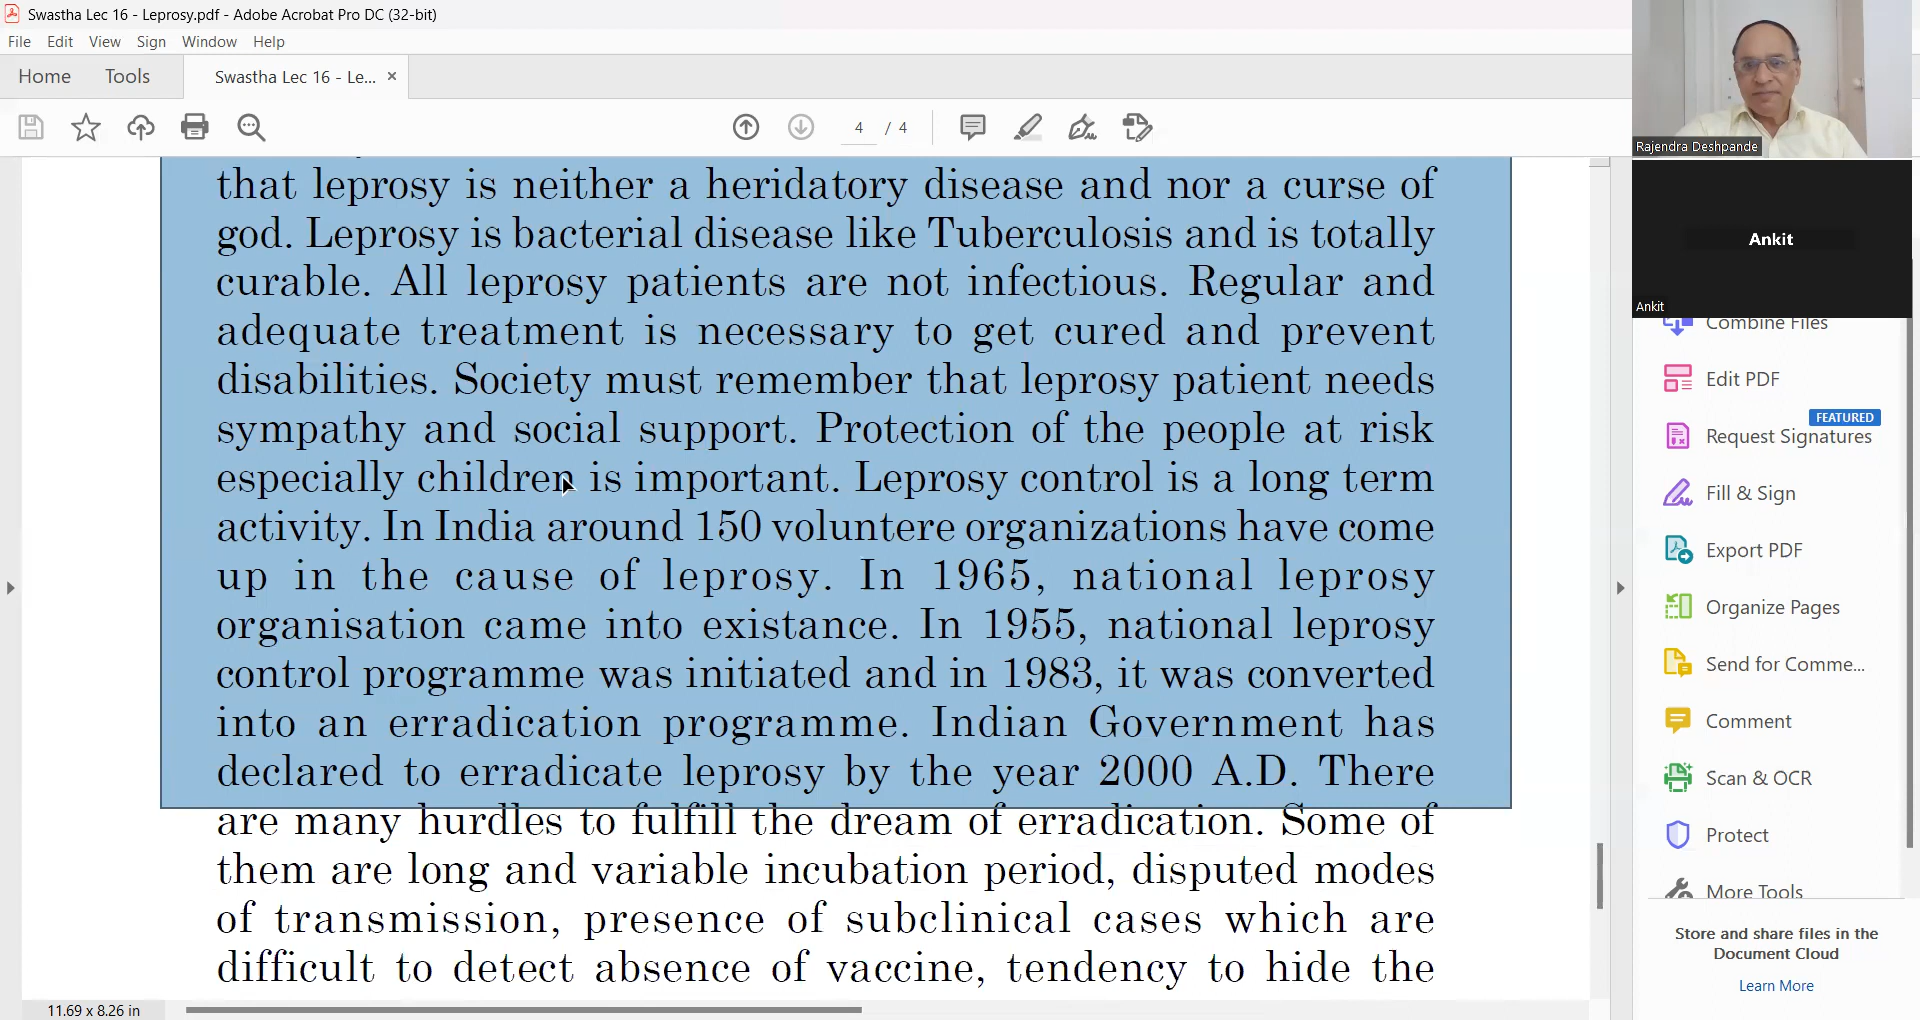 Swastha Lec 16 - Leprosy.pdf - Adobe Acrobat Pro DC (32-bit)
File Edit View Sign Window Help
Home Tools Swastha Lec 16 - Le... ×
4 / 4
that leprosy is neither a heridatory disease and nor a curse of
god. Leprosy is bacterial disease like Tuberculosis and is totally
curable. All leprosy patients are not infectious. Regular and
adequate treatment is necessary to get cured and prevent
disabilities. Society must remember that leprosy patient needs
sympathy and social support. Protection of the people at risk
especially children is important. Leprosy control is a long term
activity. In India around 150 voluntere organizations have come
up in the cause of leprosy. In 1965, national leprosy
organisation came into existance. In 1955, national leprosy
control programme was initiated and in 1983, it was converted
into an erradication programme. Indian Government has
declared to erradicate leprosy by the year 2000 A.D. There
are many hurdles to fulfill the dream of erradication. Some of
them are long and variable incubation period, disputed modes
of transmission, presence of subclinical cases which are
difficult to detect absence of vaccine, tendency to hide the
11.69 x 8.26 in
Rajendra Deshpande
Ankit
Ankit
Combine Files
Edit PDF
FEATURED
Request Signatures
Fill & Sign
Export PDF
Organize Pages
Send for Comme...
Comment
Scan & OCR
Protect
More Tools
Store and share files in the
Document Cloud
Learn More